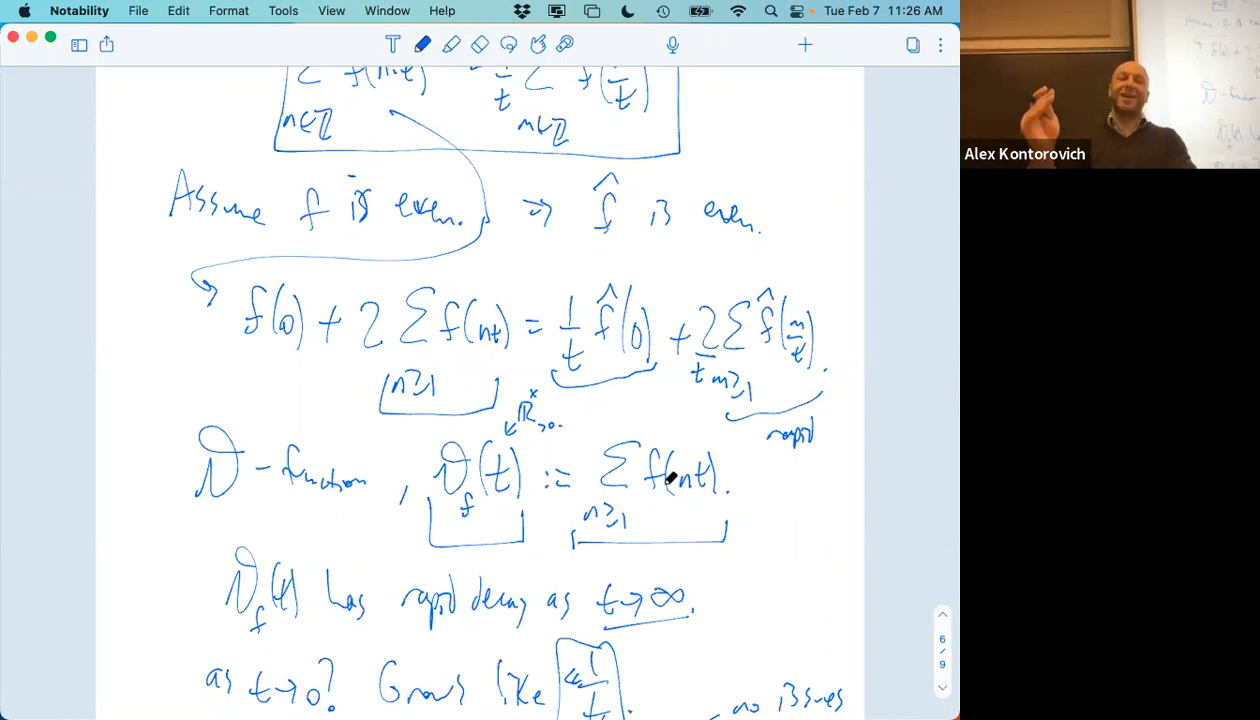 Notability File Edit Format Tools View Window Help Tue Feb 7 11:26 AM
Alex Kontorovich
Σ f(n·t) = 1/t Σ f̂(m/t)
n∈ℤ m∈ℤ
Assume f is even. ⇒ f̂ is even.
f(0) + 2 Σ f(nt) = 1/t f̂(0) + 2/t Σ f̂(m/t).
n≥1 m≥1
ℝ^×_{>0}.
rapid
ϑ-function, ϑ_f(t) := Σ f(nt).
n≥1
ϑ_f(t) has rapid decay as t→∞.
as t→0? Grows like "1/t.
no issues
6
/
9